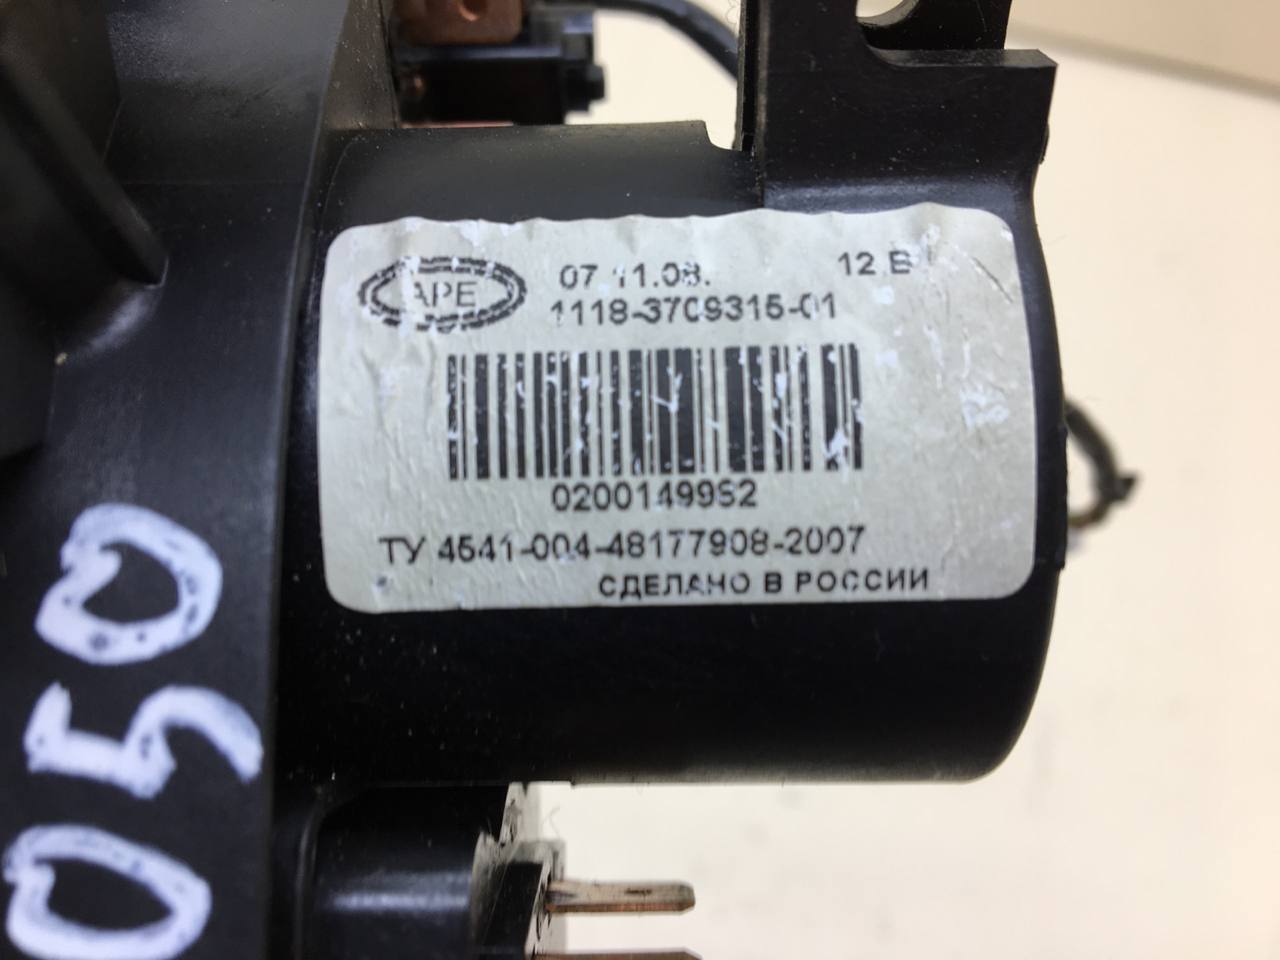 АРЕ
07 11.08.
12 В
1118-3709315-01
0200149952
ТУ 4541-004-48177908-2007
СДЕЛАНО В РОССИИ
050